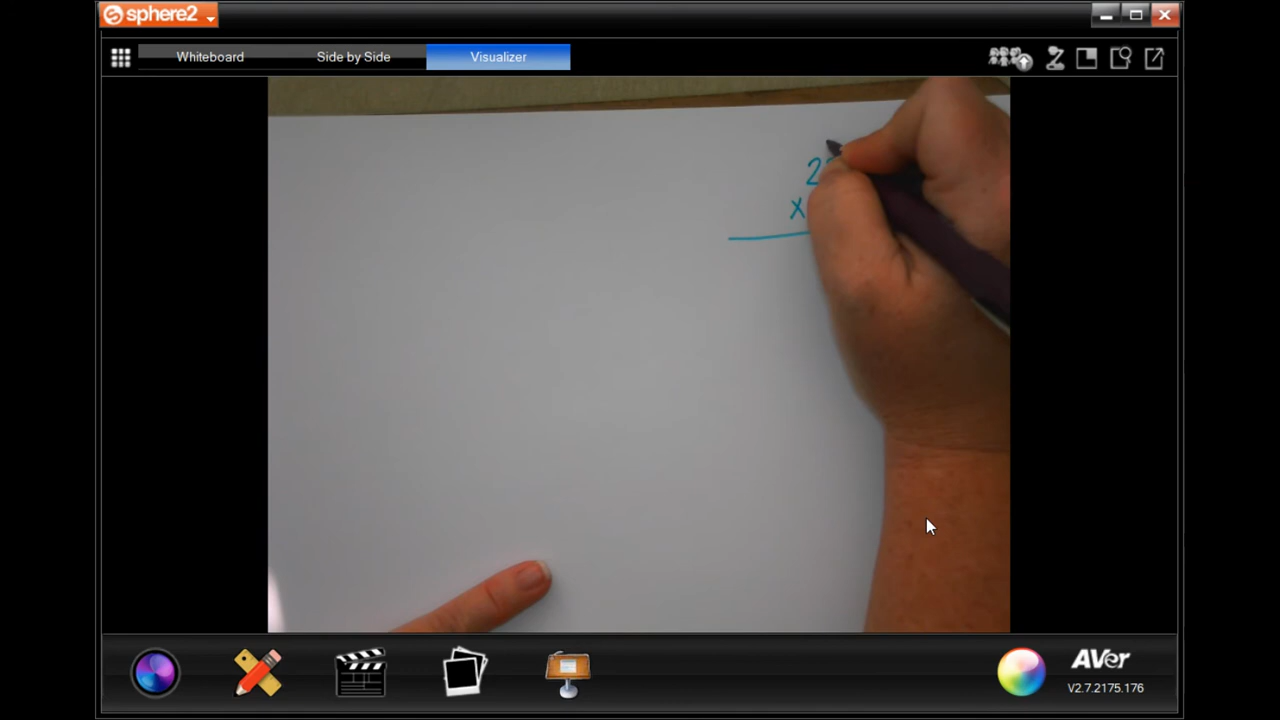 sphere2
Whiteboard Side by Side Visualizer
2
x
AVer
V2.7.2175.176